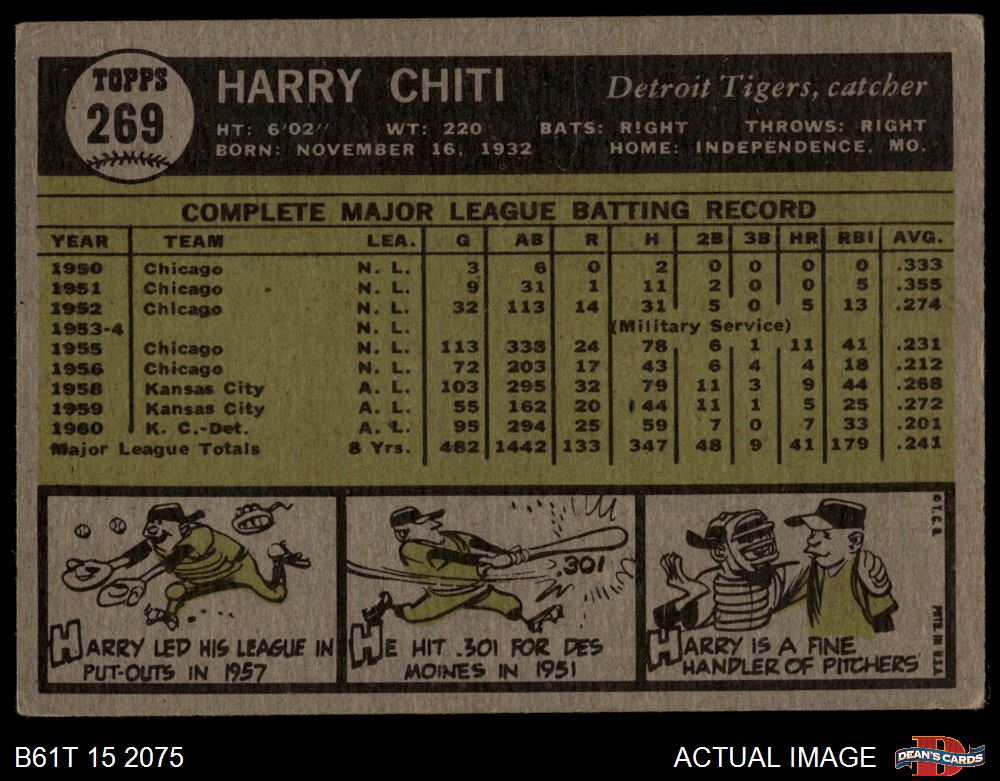 TOPPS
269
HARRY CHITI
Detroit Tigers, catcher
HT: 6'02" WT: 220 BATS: RIGHT THROWS: RIGHT
BORN: NOVEMBER 16, 1932 HOME: INDEPENDENCE, MO.
COMPLETE MAJOR LEAGUE BATTING RECORD
YEAR TEAM LEA. G AB R H 2B 3B HR RBI AVG.
1950 Chicago N. L. 3 6 0 2 0 0 0 0 .333
1951 Chicago N. L. 9 31 1 11 2 0 0 5 .355
1952 Chicago N. L. 32 113 14 31 5 0 5 13 .274
1953-4 N. L. (Military Service)
1955 Chicago N. L. 113 338 24 78 6 1 11 41 .231
1956 Chicago N. L. 72 203 17 43 6 4 4 18 .212
1958 Kansas City A. L. 103 295 32 79 11 3 9 44 .268
1959 Kansas City A. L. 55 162 20 44 11 1 5 25 .272
1960 K. C.-Det. A. L. 95 294 25 59 7 0 7 33 .201
Major League Totals 8 Yrs. 482 1442 133 347 48 9 41 179 .241
HARRY LED HIS LEAGUE IN
PUT-OUTS IN 1957
.301
HE HIT .301 FOR DES
MOINES IN 1951
HARRY IS A FINE
HANDLER OF PITCHERS
© T.C.G.
PTD. IN U.S.A.
B61T 15 2075
ACTUAL IMAGE
D
DEAN'S CARDS